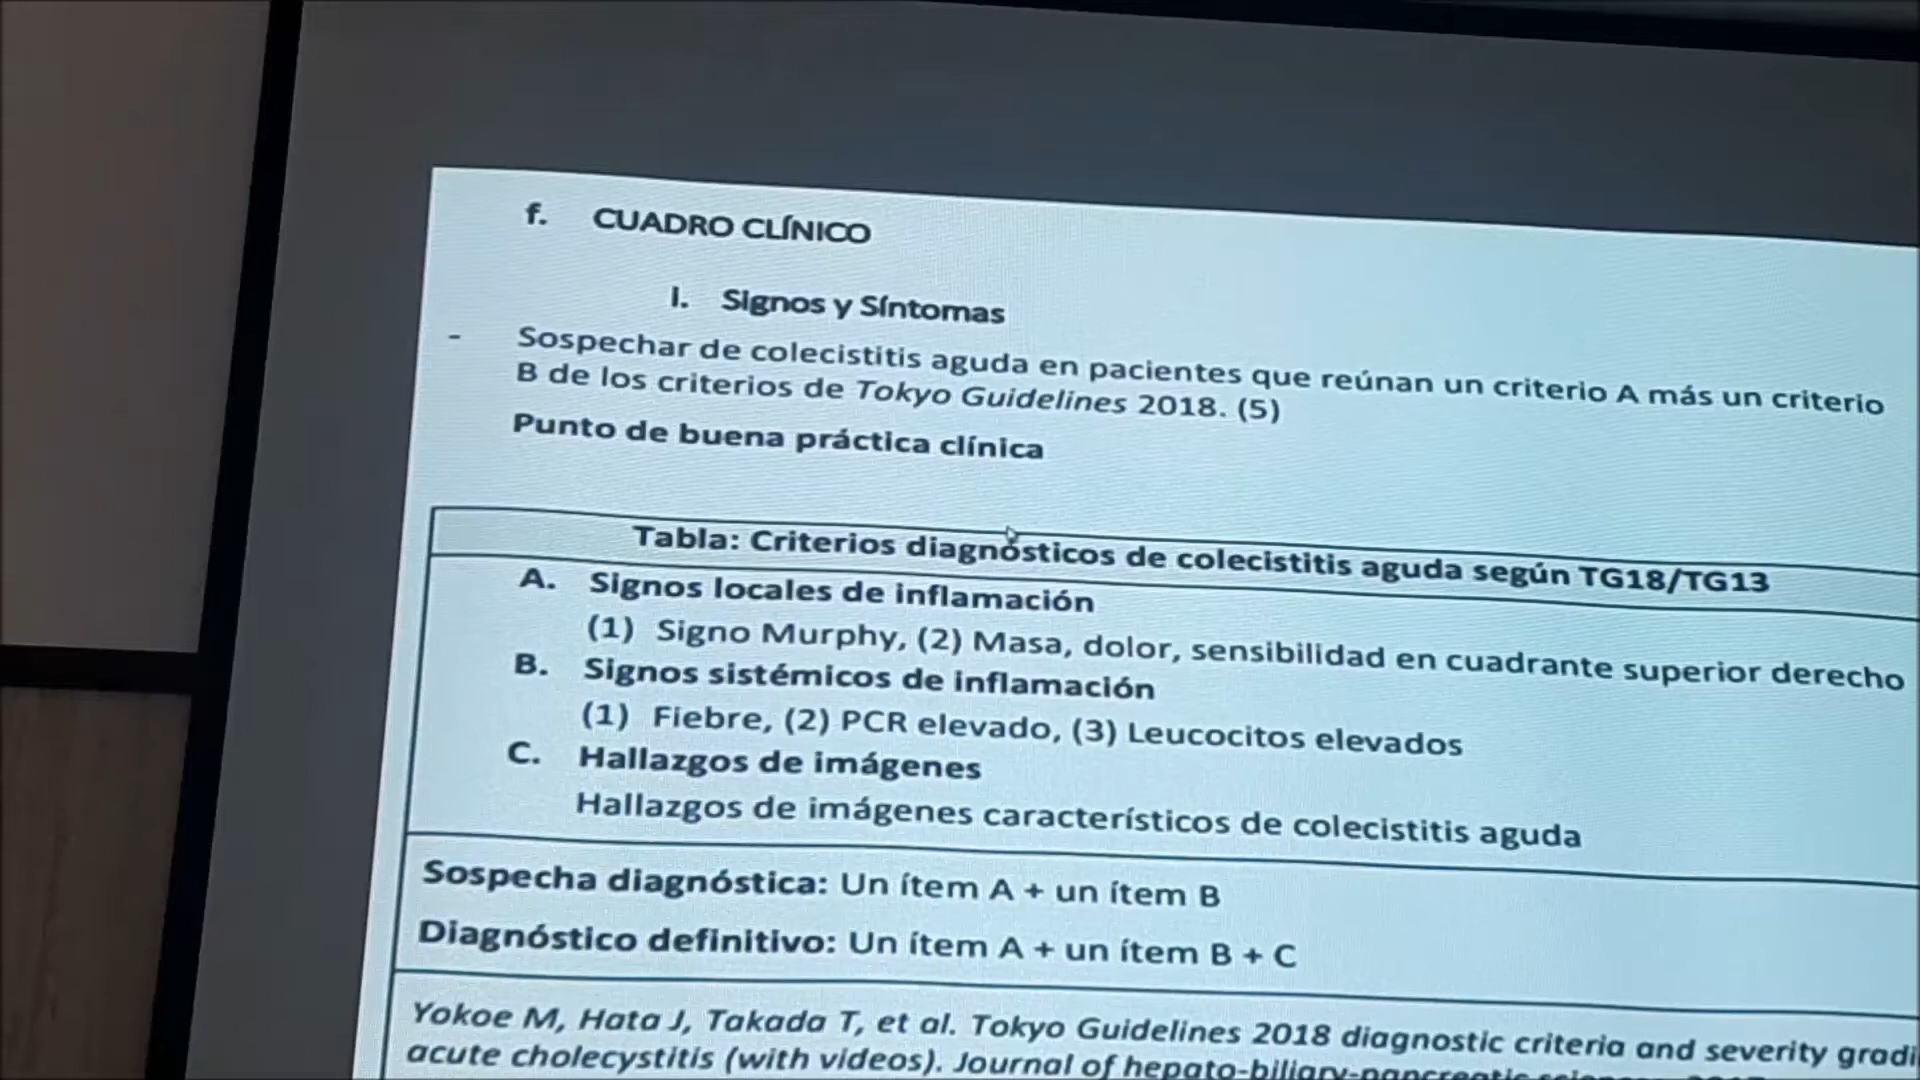 f. CUADRO CLÍNICO
I. Signos y Síntomas
- Sospechar de colecistitis aguda en pacientes que reúnan un criterio A más un criterio
B de los criterios de Tokyo Guidelines 2018. (5)
Punto de buena práctica clínica
Tabla: Criterios diagnósticos de colecistitis aguda según TG18/TG13
A. Signos locales de inflamación
(1) Signo Murphy, (2) Masa, dolor, sensibilidad en cuadrante superior derecho
B. Signos sistémicos de inflamación
(1) Fiebre, (2) PCR elevado, (3) Leucocitos elevados
C. Hallazgos de imágenes
Hallazgos de imágenes característicos de colecistitis aguda
Sospecha diagnóstica: Un ítem A + un ítem B
Diagnóstico definitivo: Un ítem A + un ítem B + C
Yokoe M, Hata J, Takada T, et al. Tokyo Guidelines 2018 diagnostic criteria and severity gradi
acute cholecystitis (with videos). Journal of hepato-biliary-pancreatic